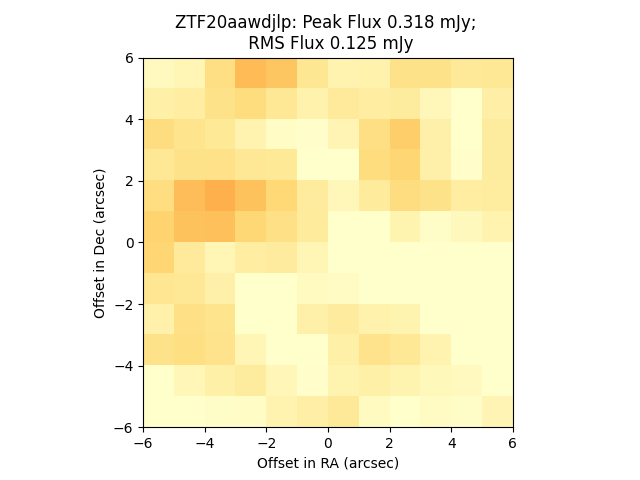 ZTF20aawdjlp: Peak Flux 0.318 mJy;
RMS Flux 0.125 mJy
6
4
2
0
−2
−4
−6
Offset in Dec (arcsec)
−6 −4 −2 0 2 4 6
Offset in RA (arcsec)